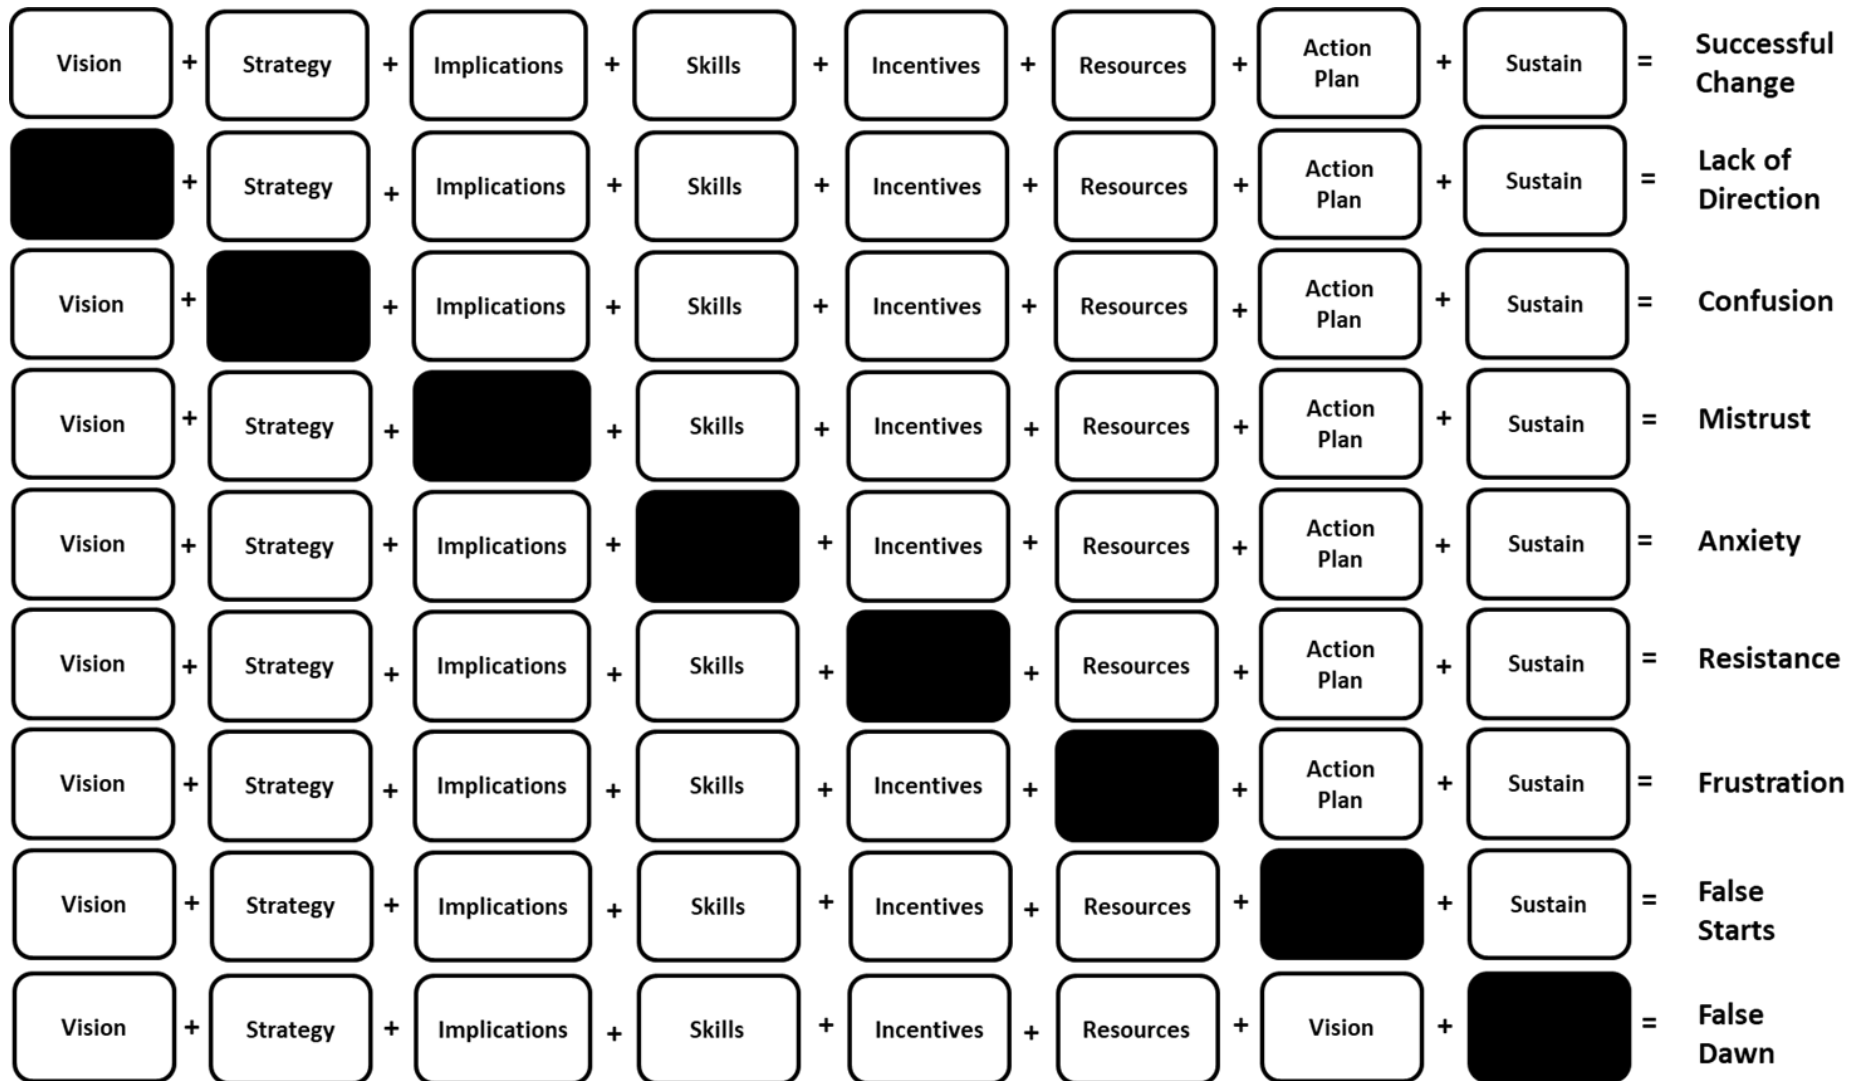 Vision + Strategy + Implications + Skills + Incentives + Resources + Action Plan + Sustain = Successful Change
+ Strategy + Implications + Skills + Incentives + Resources + Action Plan + Sustain = Lack of Direction
Vision + + Implications + Skills + Incentives + Resources + Action Plan + Sustain = Confusion
Vision + Strategy + + Skills + Incentives + Resources + Action Plan + Sustain = Mistrust
Vision + Strategy + Implications + + Incentives + Resources + Action Plan + Sustain = Anxiety
Vision + Strategy + Implications + Skills + + Resources + Action Plan + Sustain = Resistance
Vision + Strategy + Implications + Skills + Incentives + + Action Plan + Sustain = Frustration
Vision + Strategy + Implications + Skills + Incentives + Resources + + Sustain = False Starts
Vision + Strategy + Implications + Skills + Incentives + Resources + Vision + = False Dawn